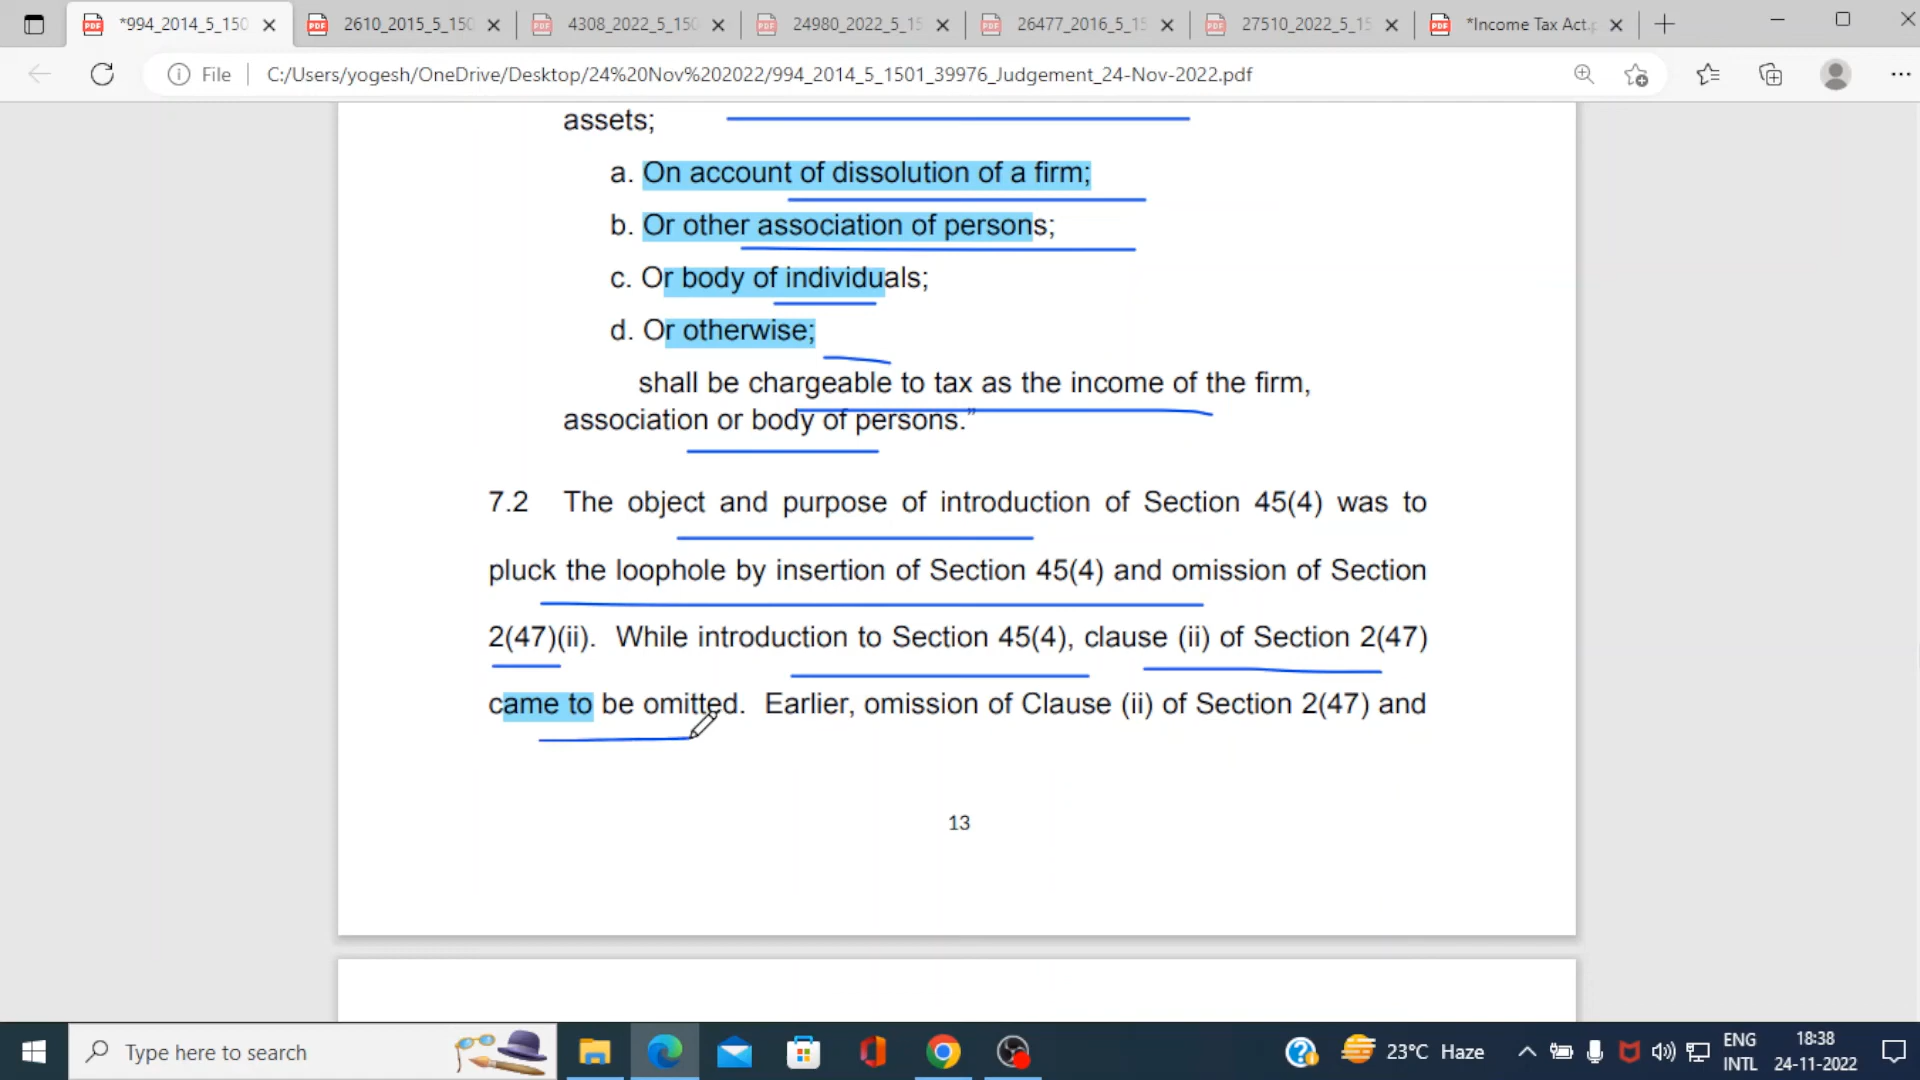 *994_2014_5_150
2610_2015_5_150
4308_2022_5_150
24980_2022_5_15
26477_2016_5_15
27510_2022_5_15
*Income Tax Act.p
File
C:/Users/yogesh/OneDrive/Desktop/24%20Nov%202022/994_2014_5_1501_39976_Judgement_24-Nov-2022.pdf
assets;
a. On account of dissolution of a firm;
b. Or other association of persons;
c. Or body of individuals;
d. Or otherwise;
shall be chargeable to tax as the income of the firm,
association or body of persons.”
7.2 The object and purpose of introduction of Section 45(4) was to
pluck the loophole by insertion of Section 45(4) and omission of Section
2(47)(ii). While introduction to Section 45(4), clause (ii) of Section 2(47)
came to be omitted. Earlier, omission of Clause (ii) of Section 2(47) and
13
Type here to search
23°C Haze
ENG
INTL
18:38
24-11-2022